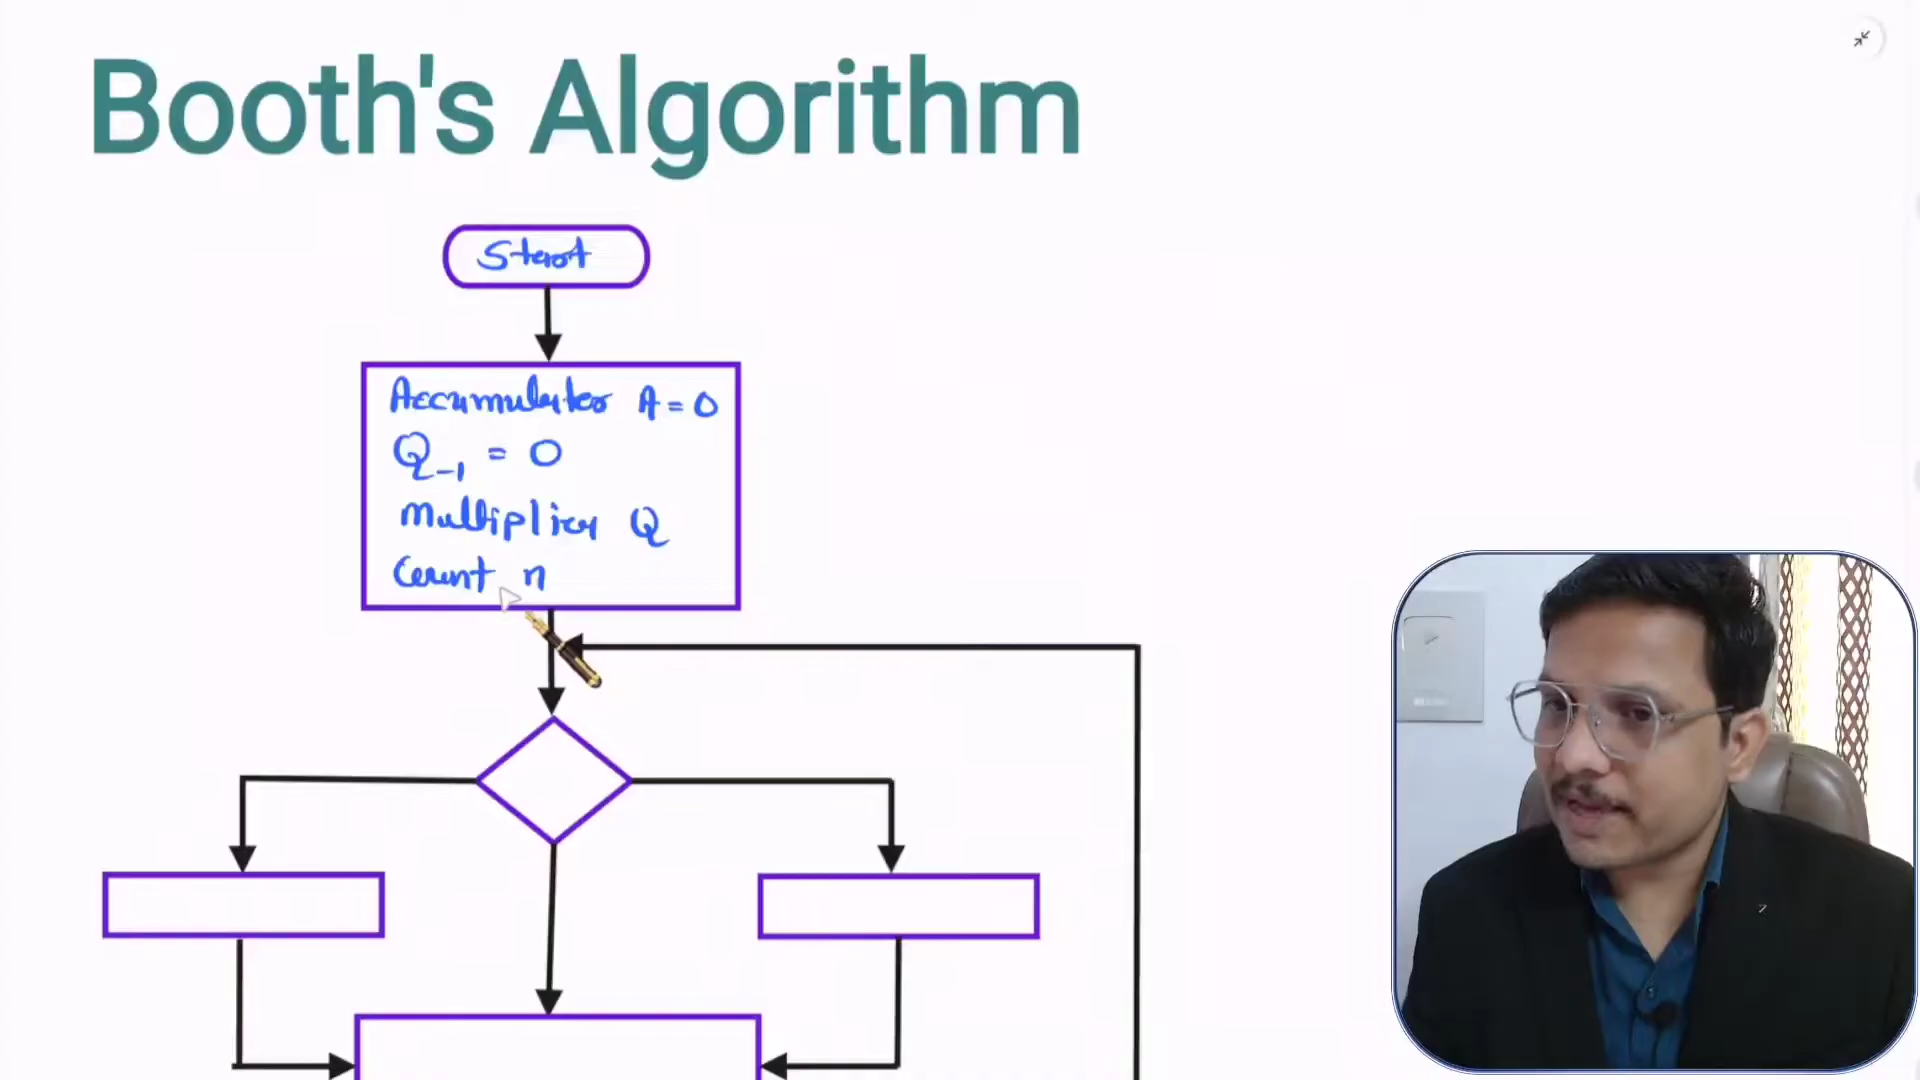 Booth's Algorithm
Start
Accumulator A = 0
Q-1 = 0
Multiplier Q
Count n